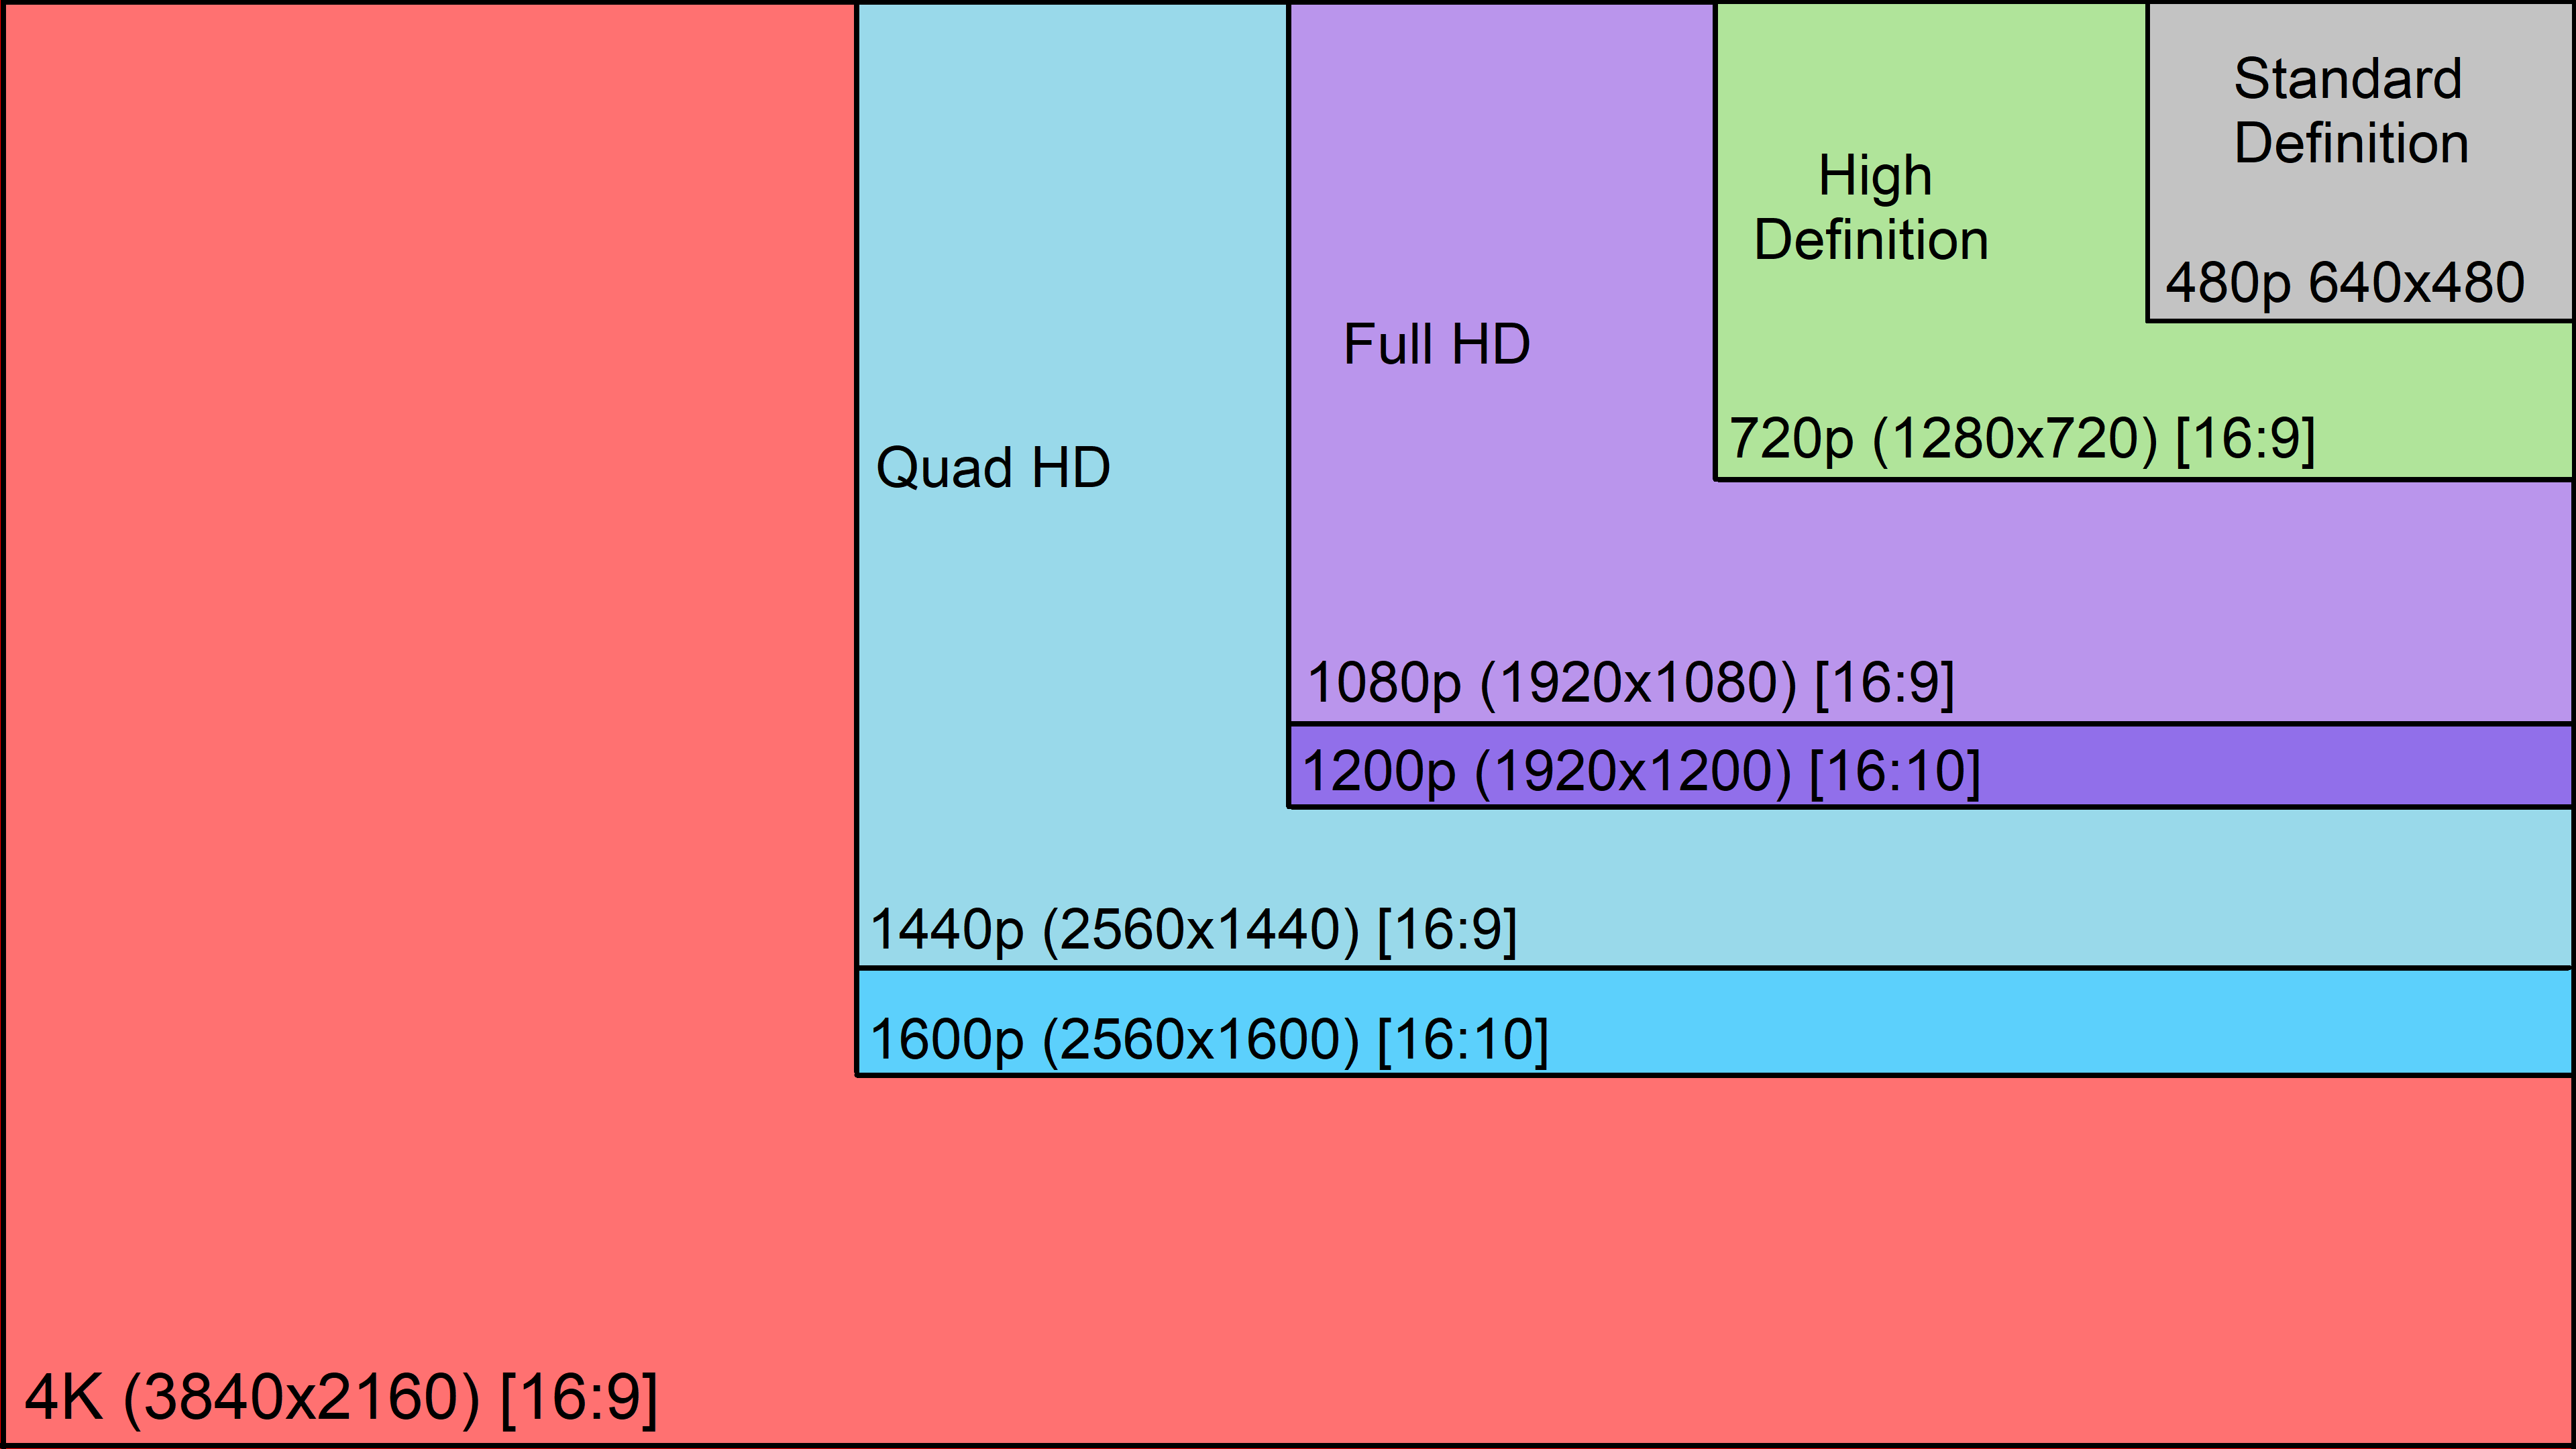 Standard
Definition
480p 640x480
High
Definition
720p (1280x720) [16:9]
Full HD
1080p (1920x1080) [16:9]
1200p (1920x1200) [16:10]
Quad HD
1440p (2560x1440) [16:9]
1600p (2560x1600) [16:10]
4K (3840x2160) [16:9]